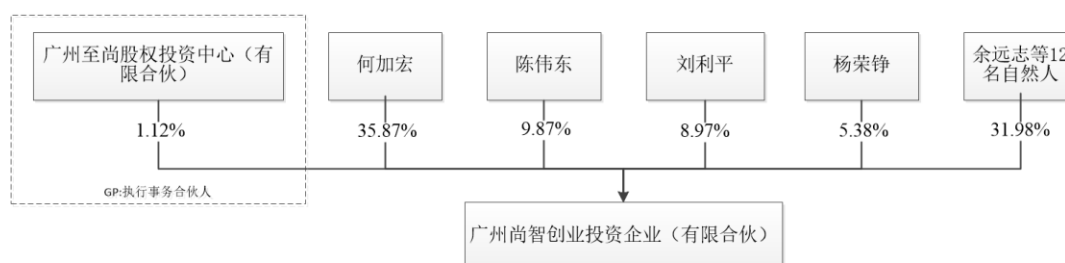 广州至尚股权投资中心（有
限合伙）
何加宏
陈伟东
刘利平
杨荣铮
余远志等12
名自然人
1.12%
35.87%
9.87%
8.97%
5.38%
31.98%
GP:执行事务合伙人
广州尚智创业投资企业（有限合伙）